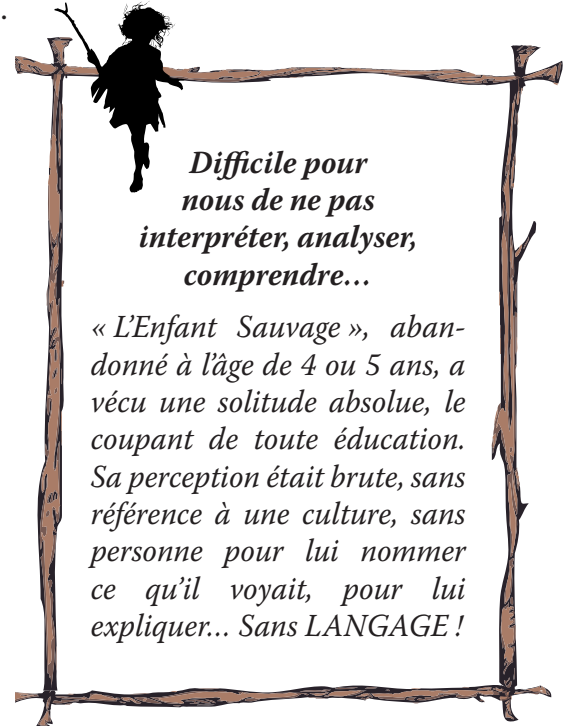 Difficile pour
nous de ne pas
interpréter, analyser,
comprendre…
« L’Enfant Sauvage », aban-
donné à l’âge de 4 ou 5 ans, a
vécu une solitude absolue, le
coupant de toute éducation.
Sa perception était brute, sans
référence à une culture, sans
personne pour lui nommer
ce qu’il voyait, pour lui
expliquer… Sans LANGAGE !